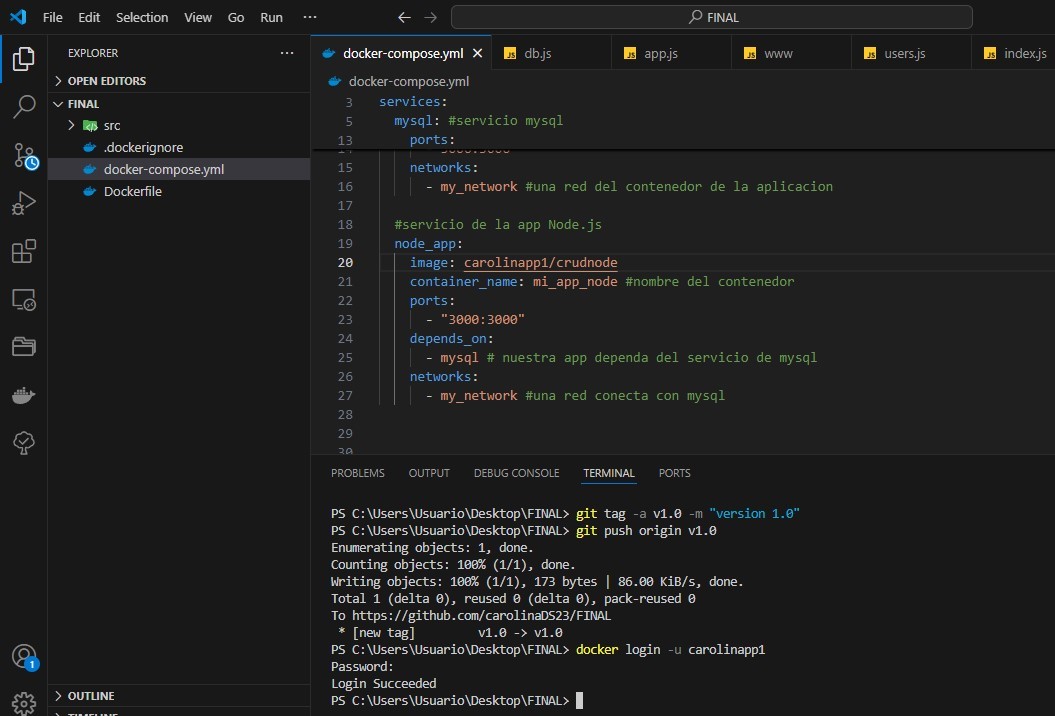 File Edit Selection View Go Run ··· ← → FINAL
EXPLORER ···
OPEN EDITORS
FINAL
src
.dockerignore
docker-compose.yml
Dockerfile
OUTLINE
TIMELINE
1
docker-compose.yml × JS db.js JS app.js JS www JS users.js JS index.js
docker-compose.yml
3 services:
5 mysql: #servicio mysql
13 ports:
15 networks:
16 - my_network #una red del contenedor de la aplicacion
17
18 #servicio de la app Node.js
19 node_app:
20 image: carolinapp1/crudnode
21 container_name: mi_app_node #nombre del contenedor
22 ports:
23 - "3000:3000"
24 depends_on:
25 - mysql # nuestra app dependa del servicio de mysql
26 networks:
27 - my_network #una red conecta con mysql
28
29
30
PROBLEMS OUTPUT DEBUG CONSOLE TERMINAL PORTS
PS C:\Users\Usuario\Desktop\FINAL> git tag -a v1.0 -m "version 1.0"
PS C:\Users\Usuario\Desktop\FINAL> git push origin v1.0
Enumerating objects: 1, done.
Counting objects: 100% (1/1), done.
Writing objects: 100% (1/1), 173 bytes | 86.00 KiB/s, done.
Total 1 (delta 0), reused 0 (delta 0), pack-reused 0
To https://github.com/carolinaDS23/FINAL
* [new tag] v1.0 -> v1.0
PS C:\Users\Usuario\Desktop\FINAL> docker login -u carolinapp1
Password:
Login Succeeded
PS C:\Users\Usuario\Desktop\FINAL>